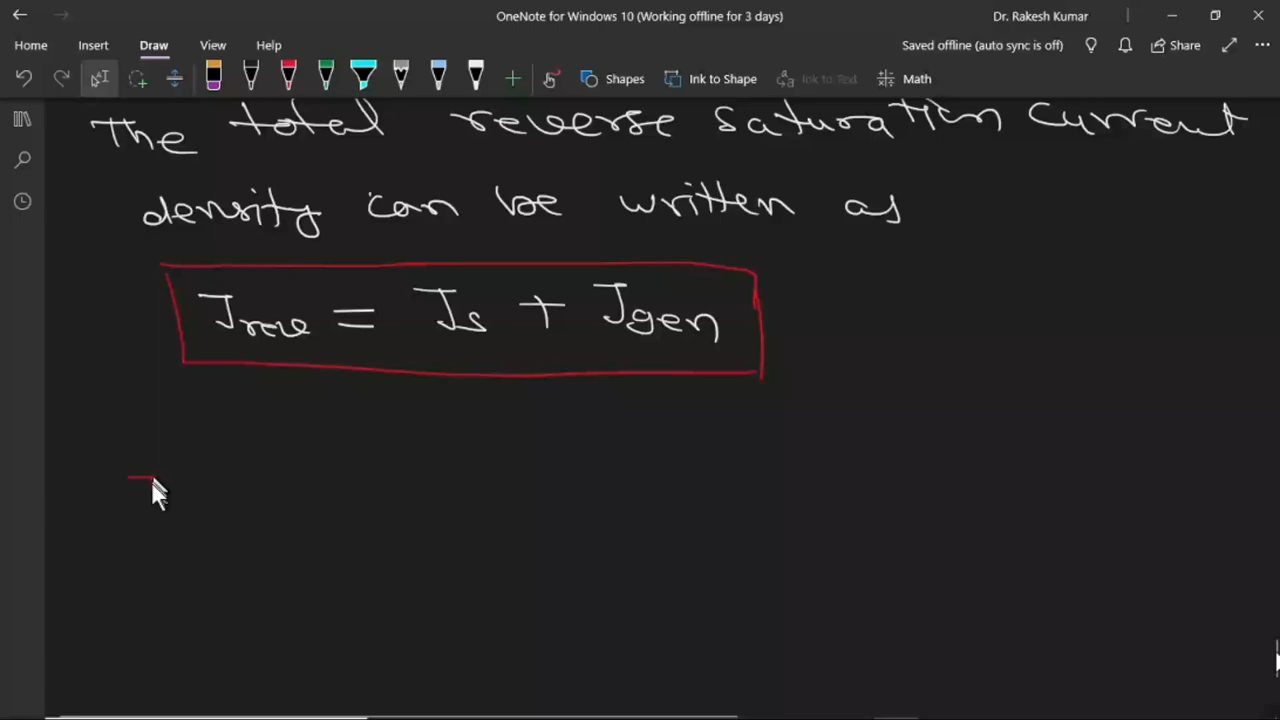 OneNote for Windows 10 (Working offline for 3 days)
Dr. Rakesh Kumar
Home Insert Draw View Help
Saved offline (auto sync is off)
Share
Shapes
Ink to Shape
Ink to Text
Math
The total reverse saturation current
density can be written as
Jrev = Js + Jgen